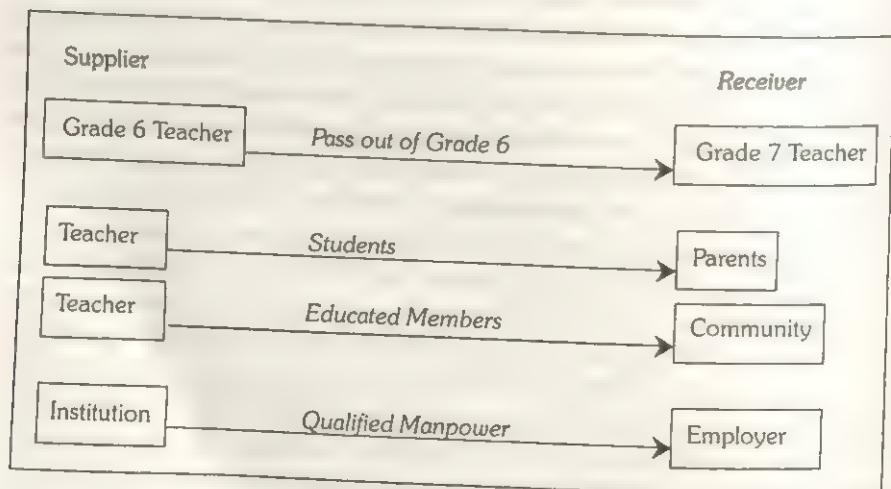 Supplier
Receiver
Grade 6 Teacher Pass out of Grade 6 Grade 7 Teacher
Teacher Students Parents
Teacher Educated Members Community
Institution Qualified Manpower Employer